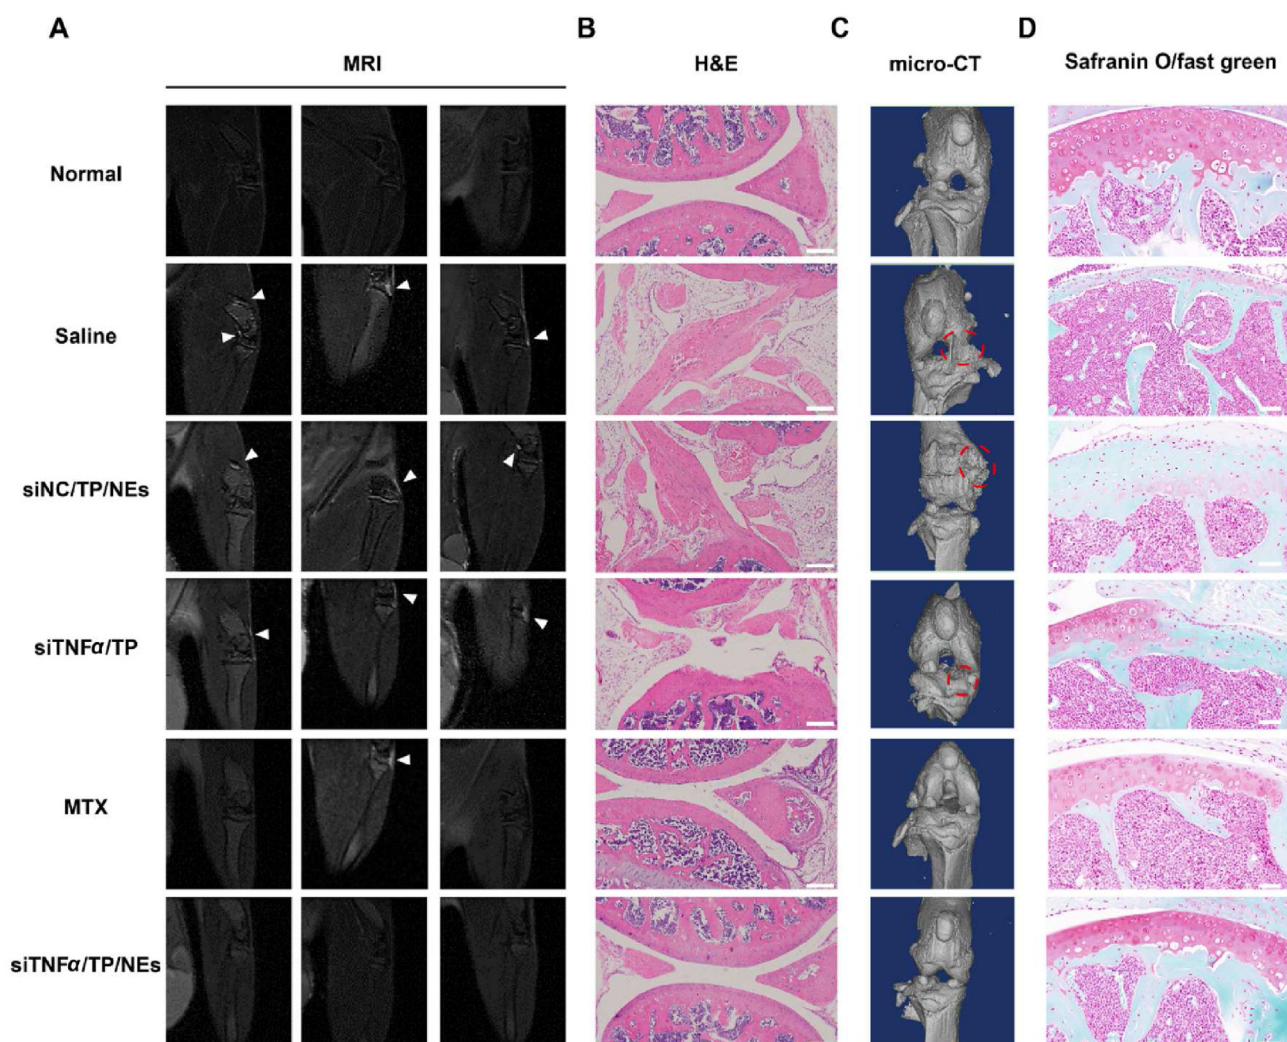 A
B
C
D
MRI
H&E
micro-CT
Safranin O/fast green
Normal
Saline
siNC/TP/NEs
siTNFα/TP
MTX
siTNFα/TP/NEs